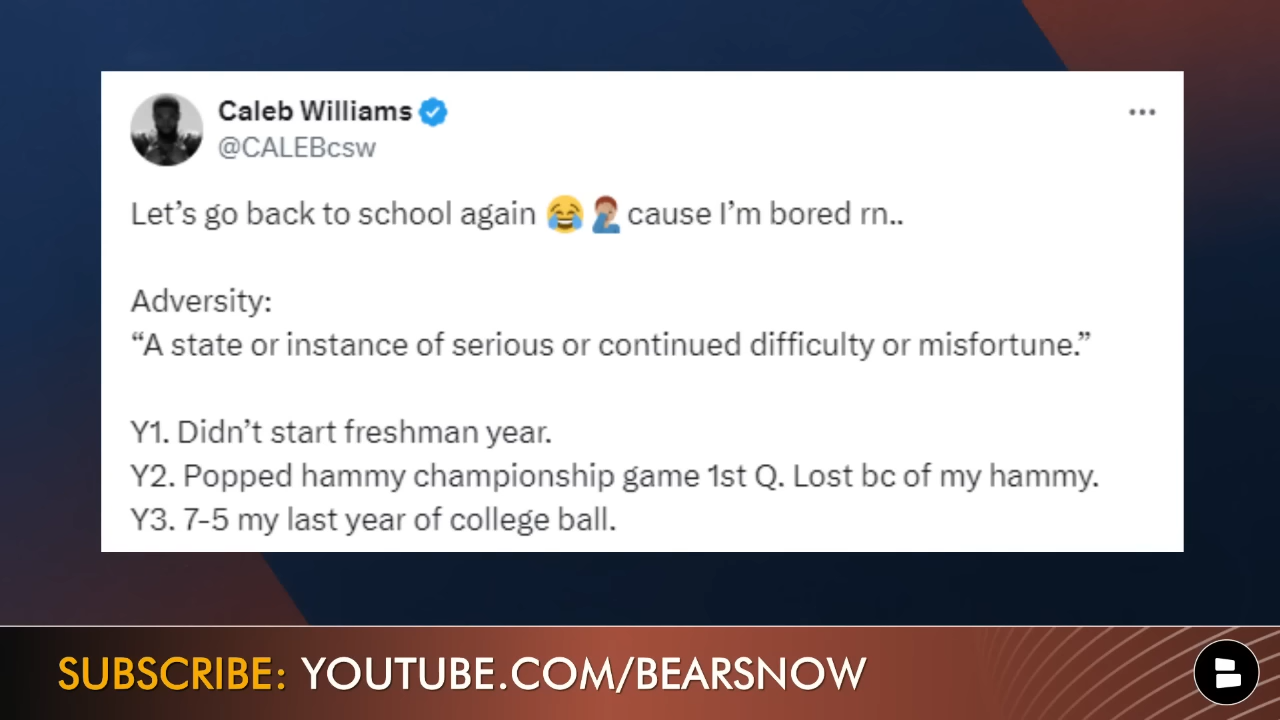 Caleb Williams
@CALEBcsw
Let’s go back to school again 😂🤦🏽‍♂️ cause I’m bored rn..
Adversity:
“A state or instance of serious or continued difficulty or misfortune.”
Y1. Didn’t start freshman year.
Y2. Popped hammy championship game 1st Q. Lost bc of my hammy.
Y3. 7-5 my last year of college ball.
SUBSCRIBE: YOUTUBE.COM/BEARSNOW